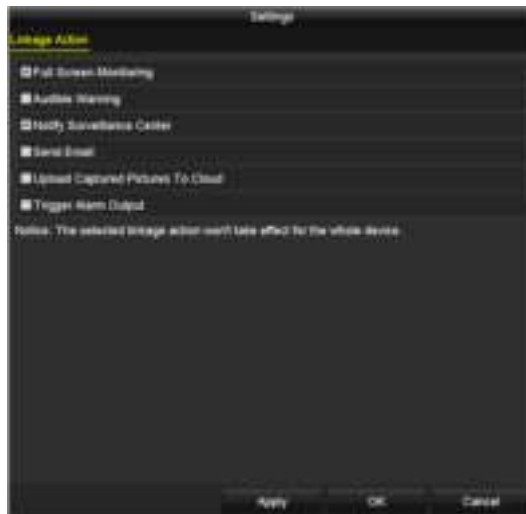 Settings
Linkage Action
Full Screen Monitoring
Audible Warning
Notify Surveillance Center
Send Email
Upload Captured Pictures To Cloud
Trigger Alarm Output
Notice: The selected linkage action won't take effect for the whole device.
Apply OK Cancel